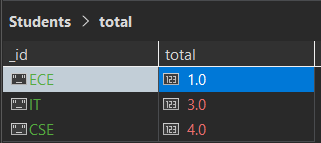 Students > total
_id total
ECE 1.0
IT 3.0
CSE 4.0